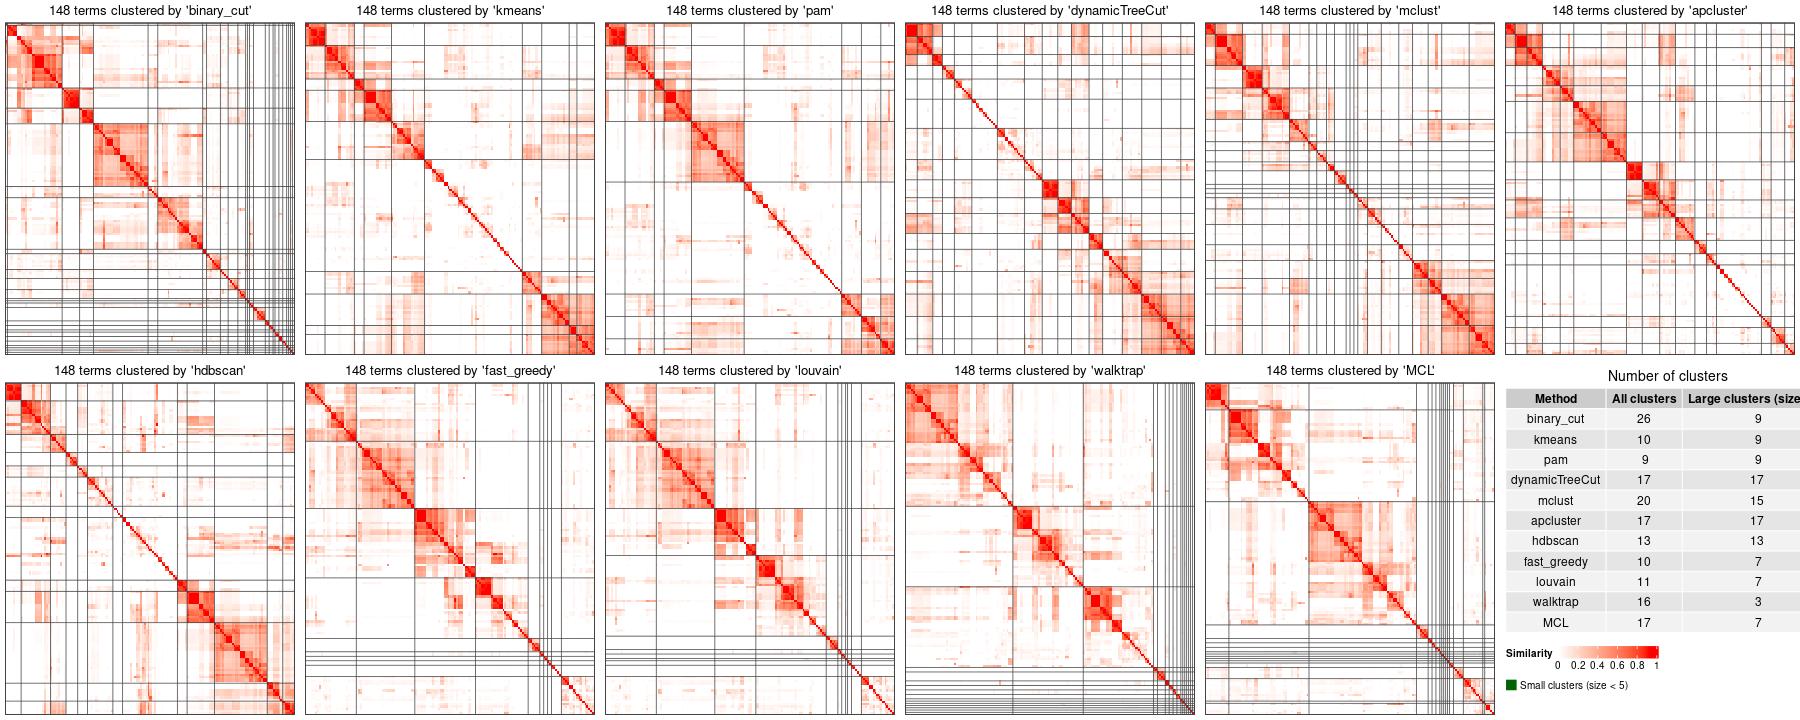 148 terms clustered by 'binary_cut'
148 terms clustered by 'kmeans'
148 terms clustered by 'pam'
148 terms clustered by 'dynamicTreeCut'
148 terms clustered by 'mclust'
148 terms clustered by 'apcluster'
148 terms clustered by 'hdbscan'
148 terms clustered by 'fast_greedy'
148 terms clustered by 'louvain'
148 terms clustered by 'walktrap'
148 terms clustered by 'MCL'
Number of clusters
Method All clusters Large clusters (size
binary_cut 26 9
kmeans 10 9
pam 9 9
dynamicTreeCut 17 17
mclust 20 15
apcluster 17 17
hdbscan 13 13
fast_greedy 10 7
louvain 11 7
walktrap 16 3
MCL 17 7
Similarity
0 0.2 0.4 0.6 0.8 1
Small clusters (size < 5)